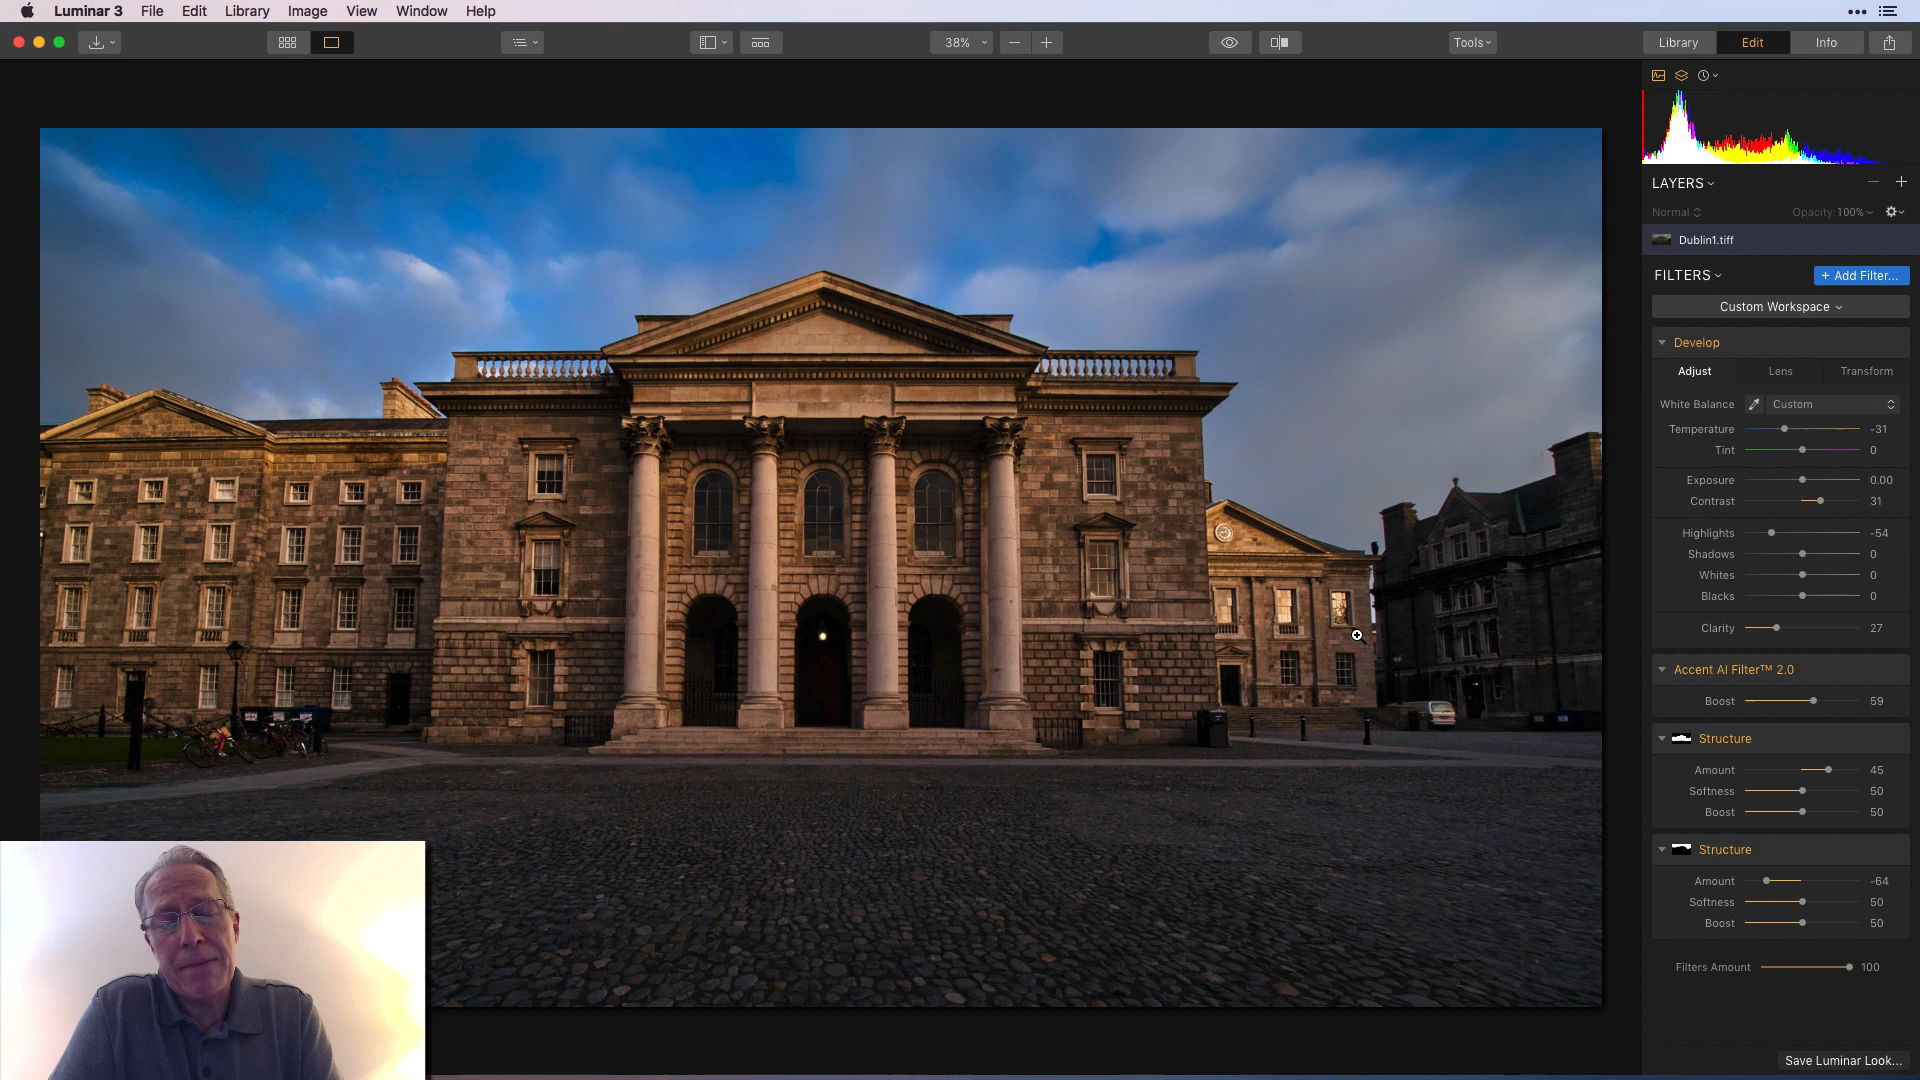 Luminar 3 File Edit Library Image View Window Help
38% Tools Library Edit Info
LAYERS
Normal Opacity: 100%
Dublin1.tiff
FILTERS + Add Filter...
Custom Workspace
Develop
Adjust Lens Transform
White Balance Custom
Temperature -31
Tint 0
Exposure 0.00
Contrast 31
Highlights -54
Shadows 0
Whites 0
Blacks 0
Clarity 27
Accent AI Filter™ 2.0
Boost 59
Structure
Amount 45
Softness 50
Boost 50
Structure
Amount -64
Softness 50
Boost 50
Filters Amount 100
Save Luminar Look...